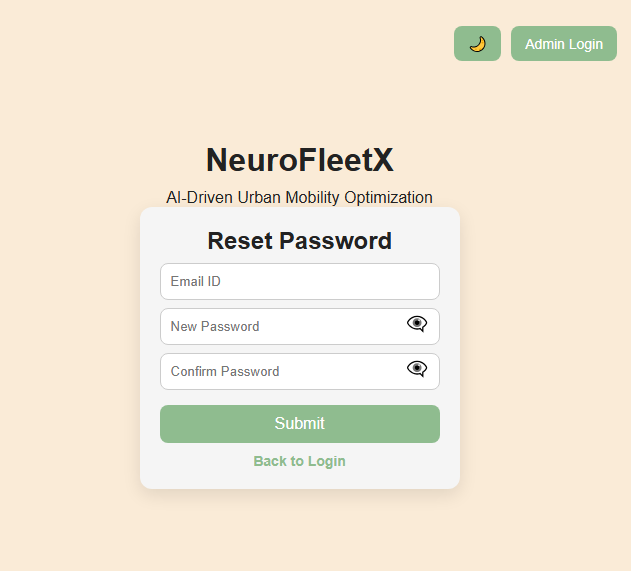 Admin Login
NeuroFleetX
AI-Driven Urban Mobility Optimization
Reset Password
Email ID
New Password
Confirm Password
Submit
Back to Login